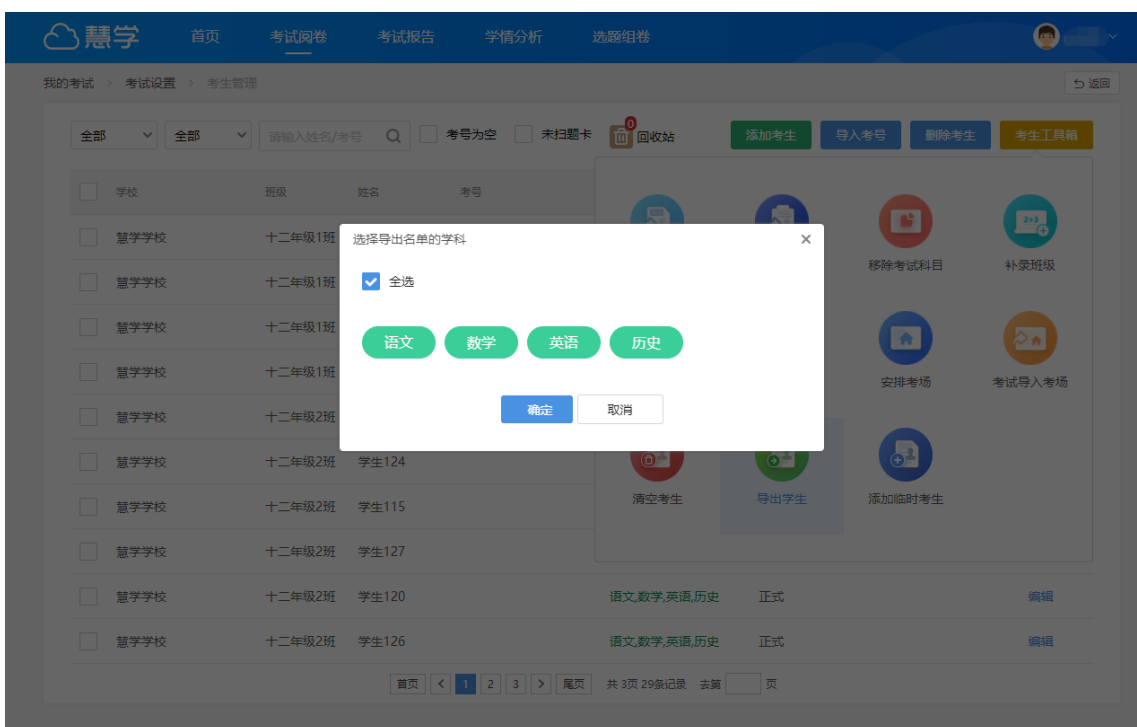 慧学 首页 考试阅卷 考试报告 学情分析 选题组卷
我的考试 > 考试设置 > 考生管理 返回
全部 全部 请输入姓名/考号 考号为空 未扫题卡 0 回收站 添加考生 导入考号 删除考生 考生工具箱
学校 班级 姓名 考号
慧学学校 十二年级1班
选择导出名单的学科 ×
移除考试科目 补录班级
慧学学校 十二年级1班
全选
慧学学校 十二年级1班
语文 数学 英语 历史
慧学学校 十二年级1班
安排考场 考试导入考场
慧学学校 十二年级2班
确定 取消
慧学学校 十二年级2班 学生124
清空考生 导出学生 添加临时考生
慧学学校 十二年级2班 学生115
慧学学校 十二年级2班 学生127
慧学学校 十二年级2班 学生120 语文,数学,英语,历史 正式 编辑
慧学学校 十二年级2班 学生126 语文,数学,英语,历史 正式 编辑
首页 < 1 2 3 > 尾页 共 3页 29条记录 去第 页